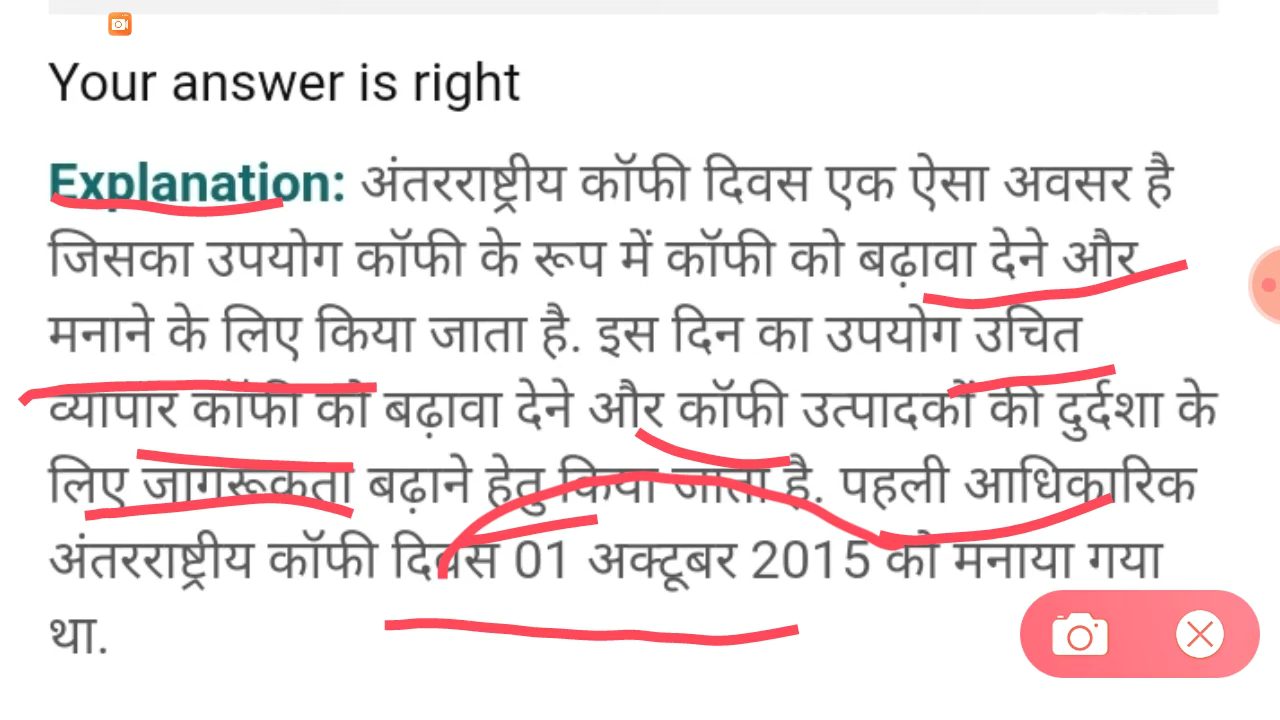 Your answer is right
Explanation: अंतरराष्ट्रीय कॉफी दिवस एक ऐसा अवसर है
जिसका उपयोग कॉफी के रूप में कॉफी को बढ़ावा देने और
मनाने के लिए किया जाता है. इस दिन का उपयोग उचित
व्यापार कॉफी को बढ़ावा देने और कॉफी उत्पादकों की दुर्दशा के
लिए जागरूकता बढ़ाने हेतु किया जाता है. पहली आधिकारिक
अंतरराष्ट्रीय कॉफी दिवस 01 अक्टूबर 2015 को मनाया गया
था.